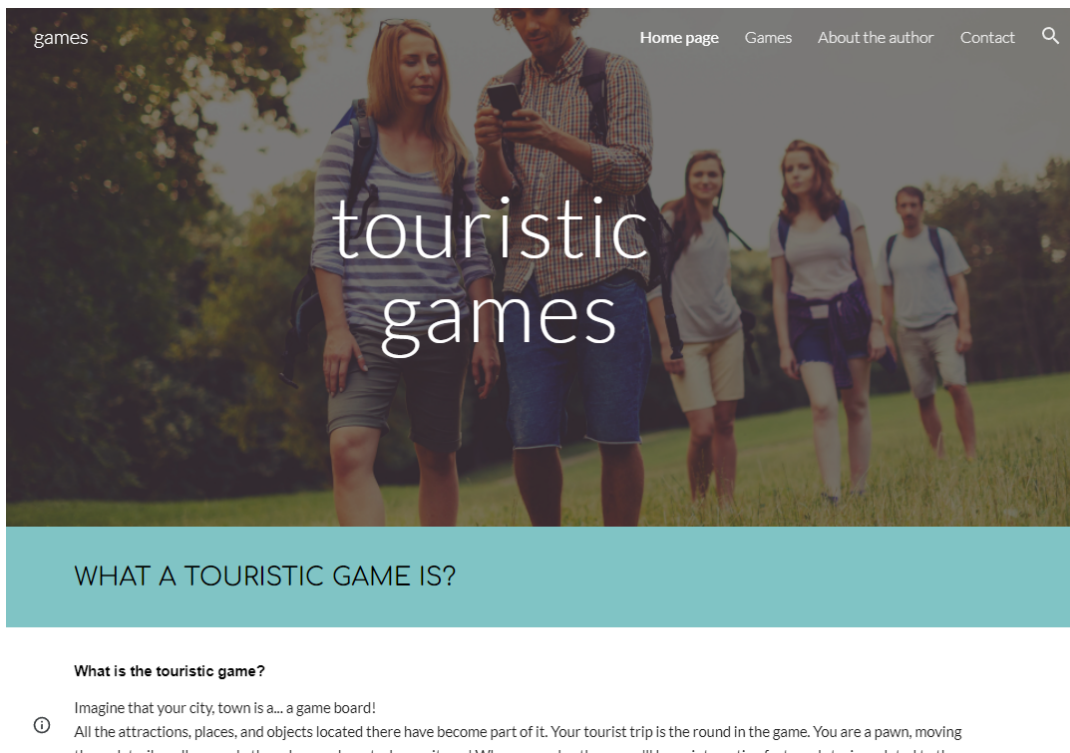 games
Home page Games About the author Contact
touristic
games
WHAT A TOURISTIC GAME IS?
What is the touristic game?
Imagine that your city, town is a... a game board!
All the attractions, places, and objects located there have become part of it. Your tourist trip is the round in the game. You are a pawn, moving